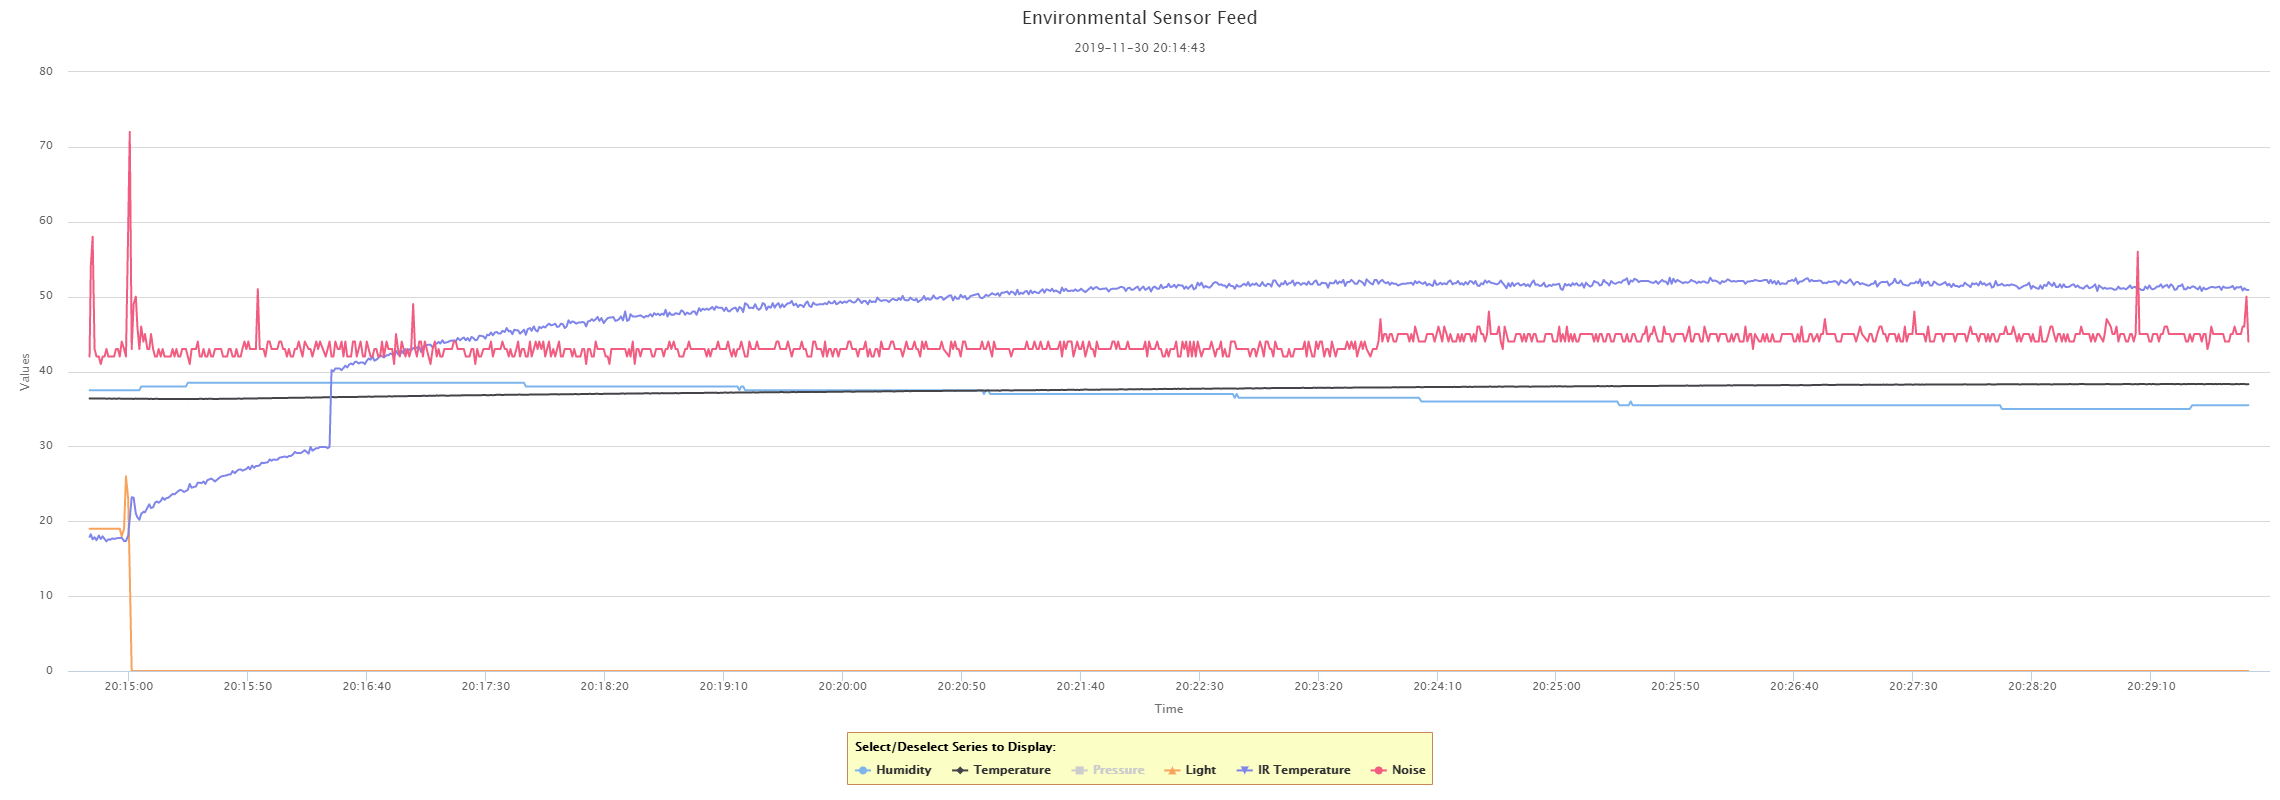 Environmental Sensor Feed
2019-11-30 20:14:43
80
70
60
50
40
30
20
10
0
Values
20:15:00 20:15:50 20:16:40 20:17:30 20:18:20 20:19:10 20:20:00 20:20:50 20:21:40 20:22:30 20:23:20 20:24:10 20:25:00 20:25:50 20:26:40 20:27:30 20:28:20 20:29:10
Time
Select/Deselect Series to Display:
Humidity Temperature Pressure Light IR Temperature Noise